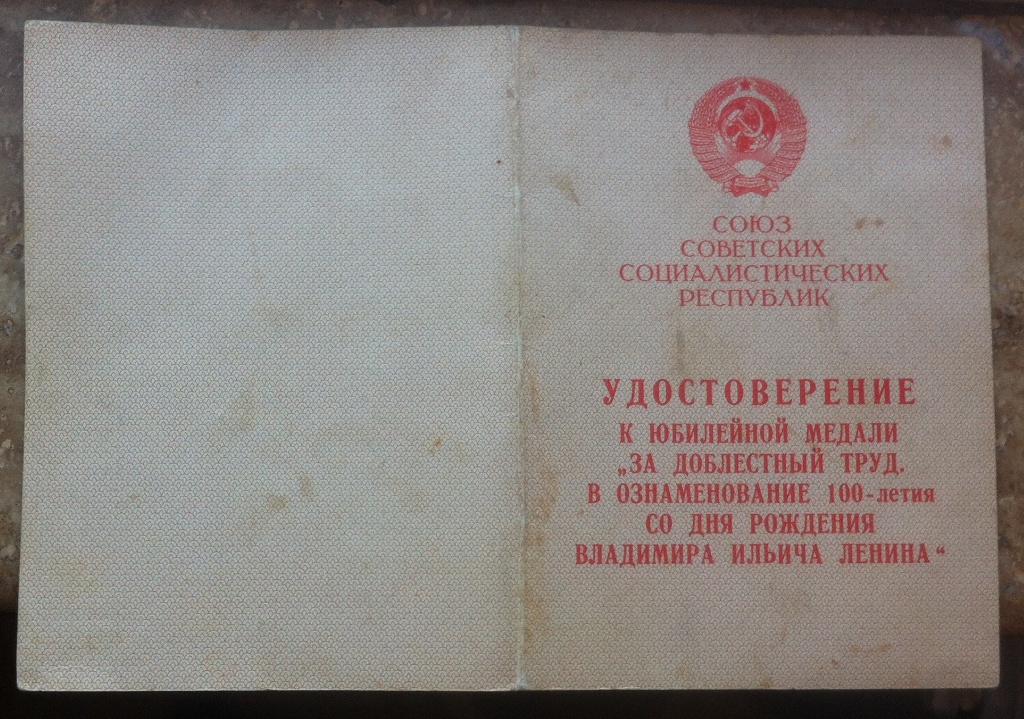 СОЮЗ
СОВЕТСКИХ
СОЦИАЛИСТИЧЕСКИХ
РЕСПУБЛИК
УДОСТОВЕРЕНИЕ
К ЮБИЛЕЙНОЙ МЕДАЛИ
„ЗА ДОБЛЕСТНЫЙ ТРУД.
В ОЗНАМЕНОВАНИЕ 100-летия
СО ДНЯ РОЖДЕНИЯ
ВЛАДИМИРА ИЛЬИЧА ЛЕНИНА“